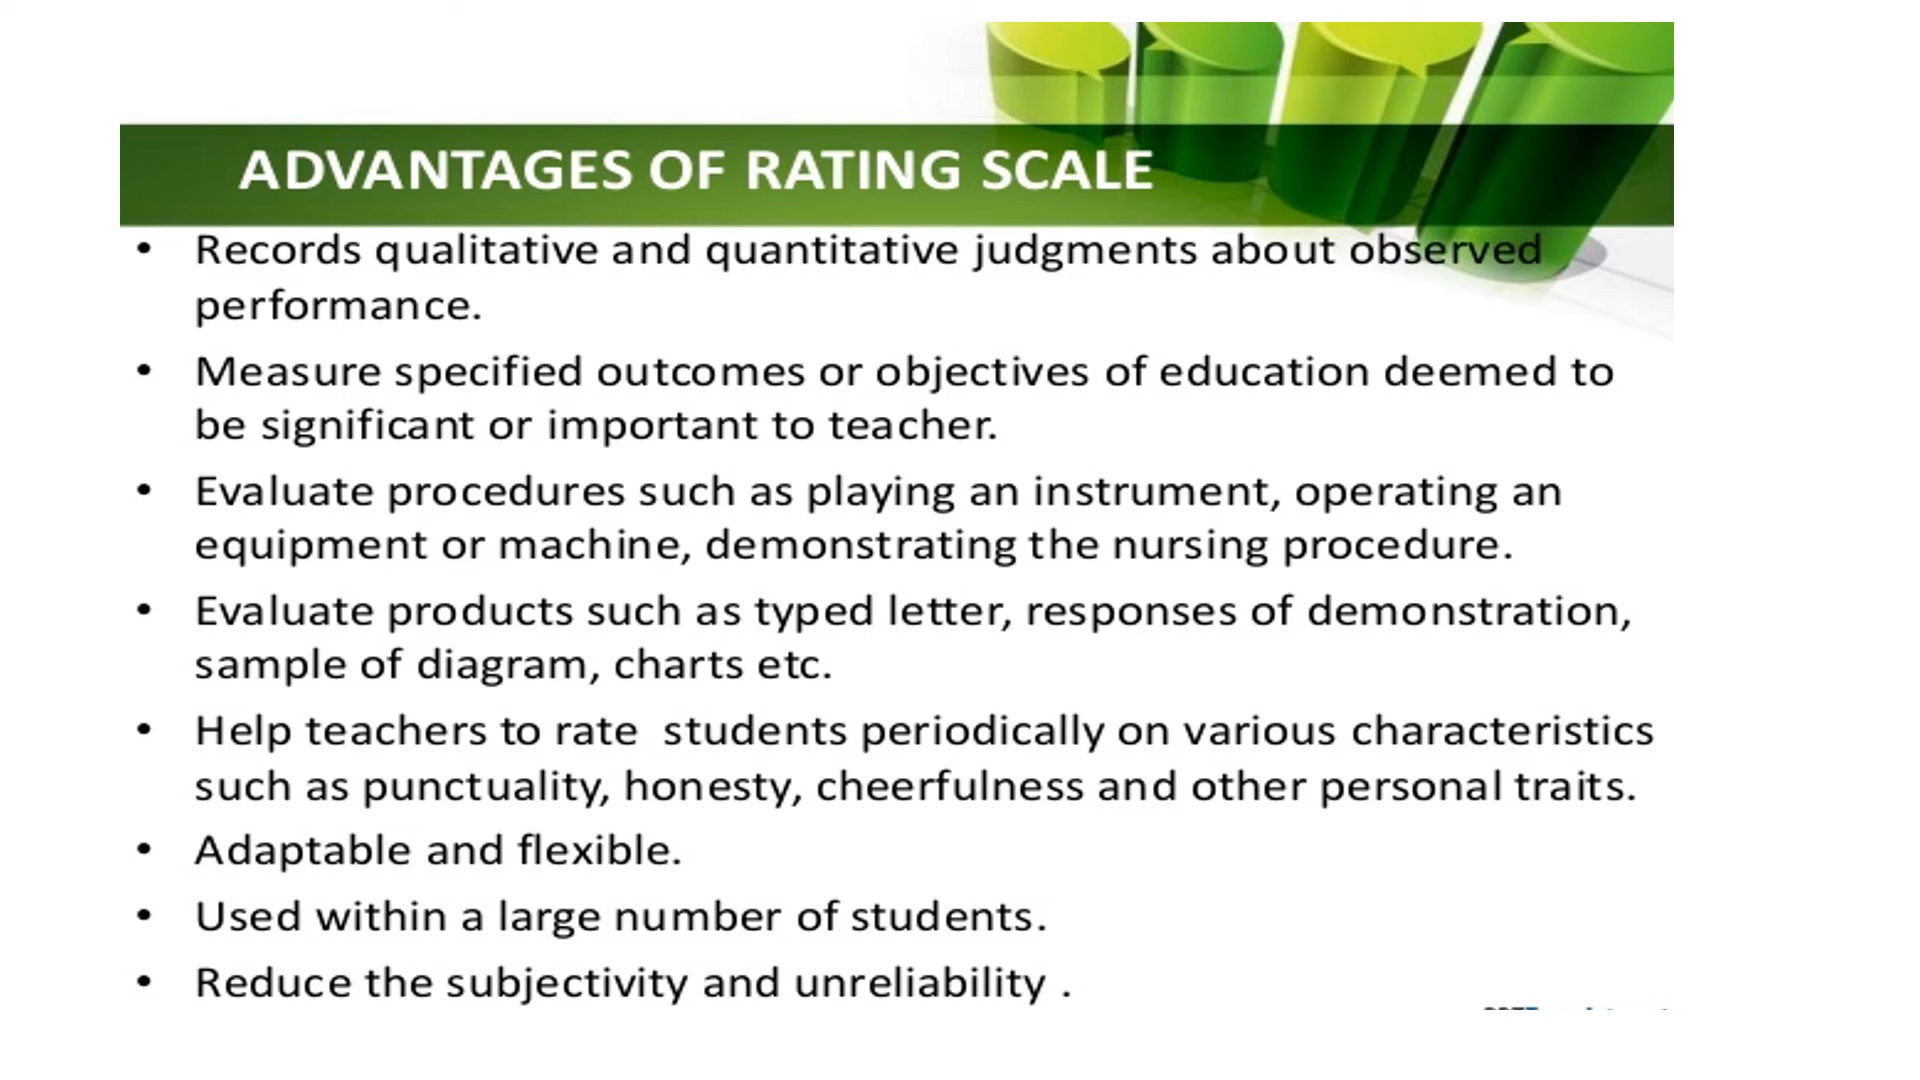 ADVANTAGES OF RATING SCALE
• Records qualitative and quantitative judgments about observed
performance.
• Measure specified outcomes or objectives of education deemed to
be significant or important to teacher.
• Evaluate procedures such as playing an instrument, operating an
equipment or machine, demonstrating the nursing procedure.
• Evaluate products such as typed letter, responses of demonstration,
sample of diagram, charts etc.
• Help teachers to rate  students periodically on various characteristics
such as punctuality, honesty, cheerfulness and other personal traits.
• Adaptable and flexible.
• Used within a large number of students.
• Reduce the subjectivity and unreliability .